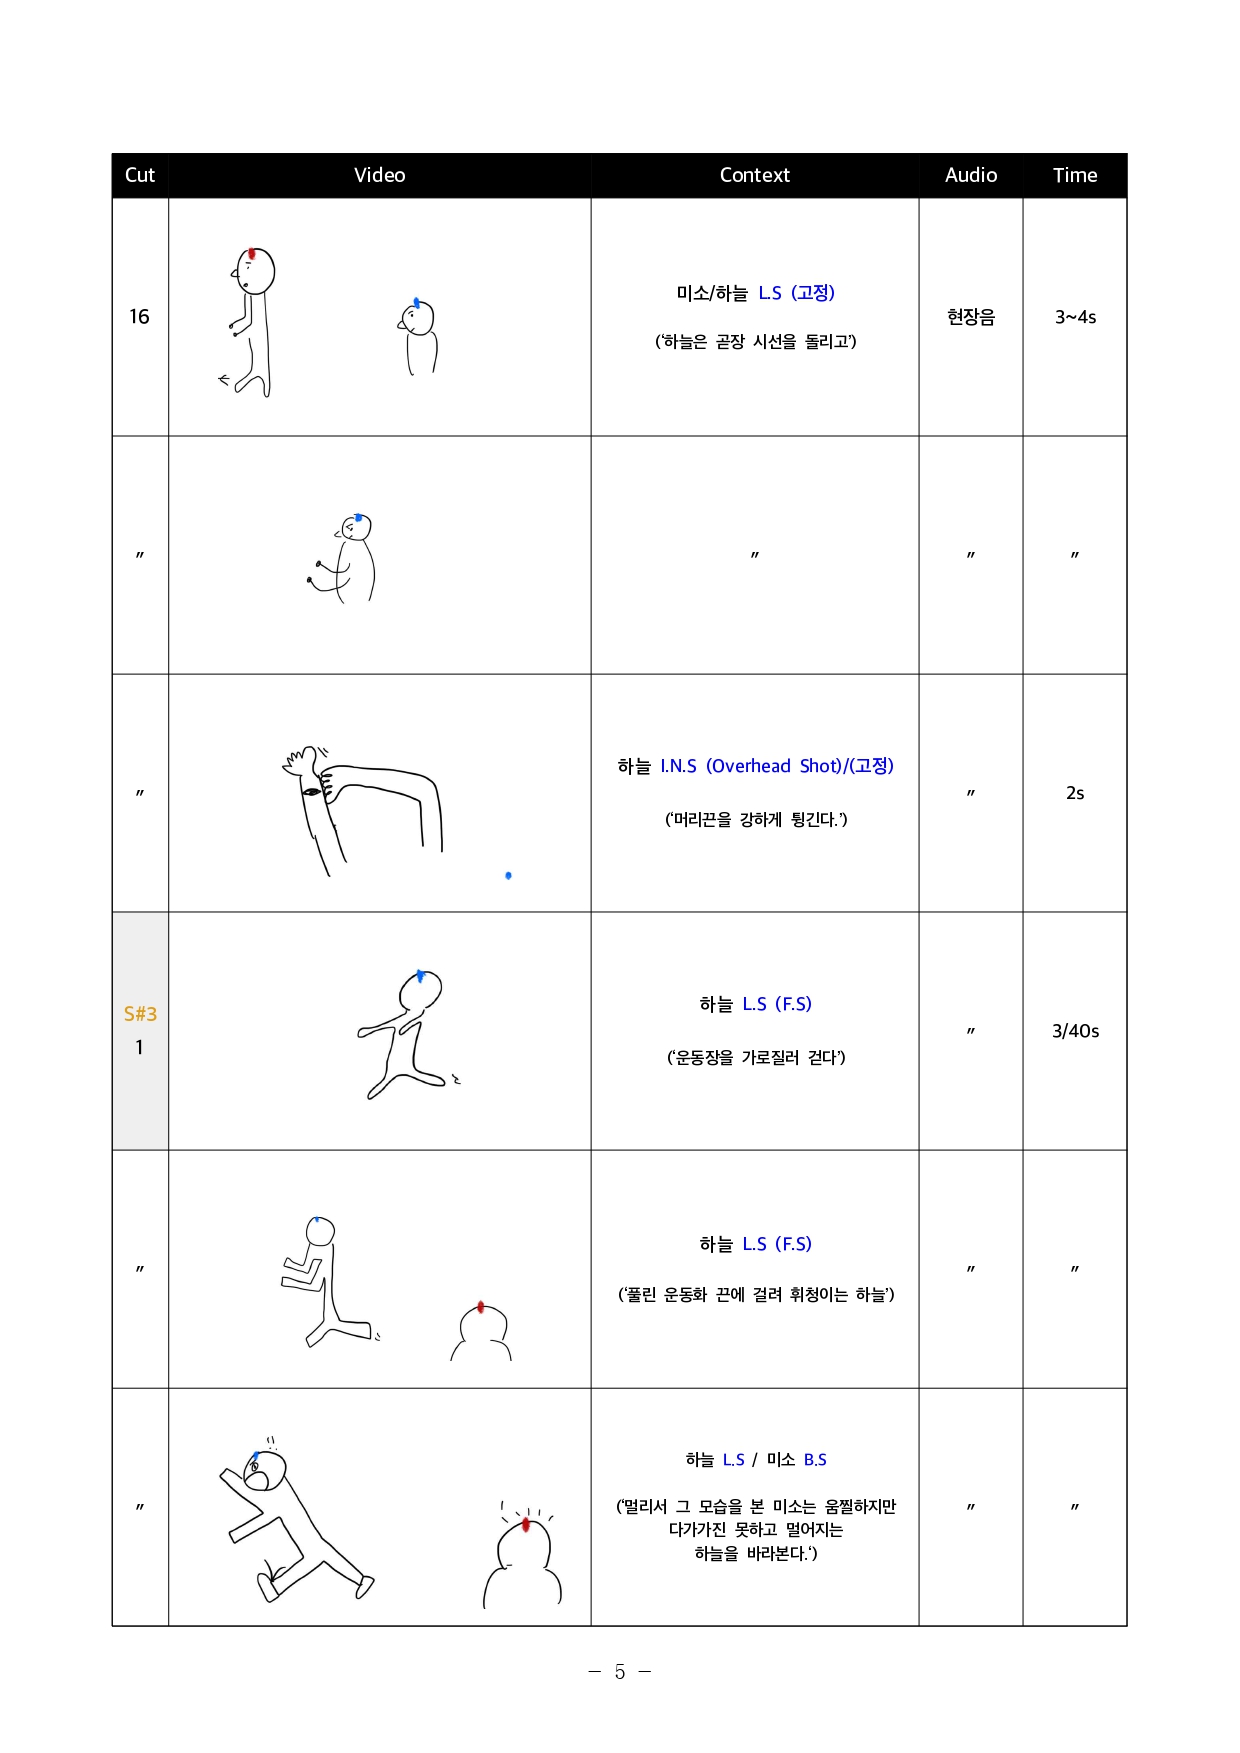 Cut Video Context Audio Time
16 미소/하늘 L.S (고정) 현장음 3~4s
(‘하늘은 곧장 시선을 돌리고’)
〃 〃 〃 〃
〃 하늘 I.N.S (Overhead Shot)/(고정) 〃 2s
(‘머리끈을 강하게 튕긴다.’)
S#3
1 하늘 L.S (F.S) 〃 3/40s
(‘운동장을 가로질러 걷다’)
〃 하늘 L.S (F.S) 〃 〃
(‘풀린 운동화 끈에 걸려 휘청이는 하늘’)
〃 하늘 L.S / 미소 B.S 〃 〃
(‘멀리서 그 모습을 본 미소는 움찔하지만
다가가진 못하고 멀어지는
하늘을 바라본다.‘)
- 5 -